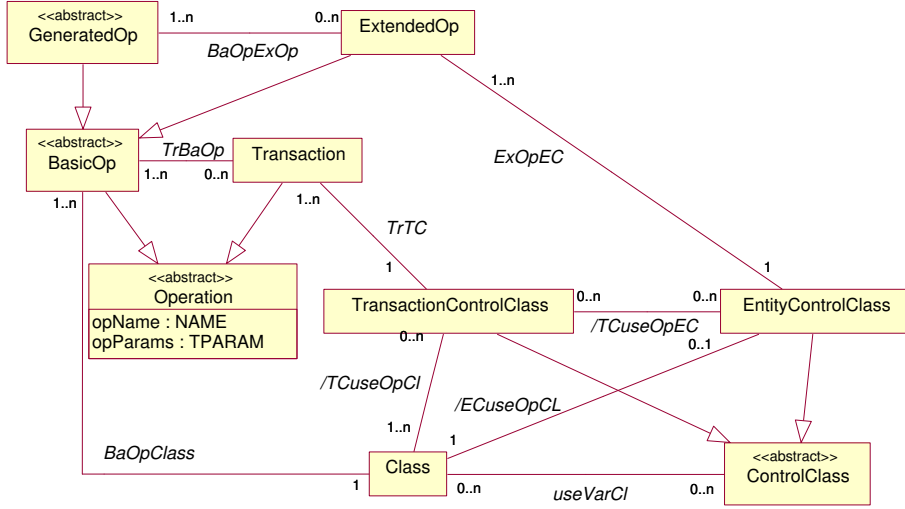 <<abstract>>
GeneratedOp
1..n
0..n
BaOpExOp
ExtendedOp
1..n
<<abstract>>
BasicOp
TrBaOp
1..n
0..n
Transaction
ExOpEC
1..n
1..n
TrTC
1
1
<<abstract>>
Operation
opName : NAME
opParams : TPARAM
TransactionControlClass
0..n
0..n
/TCuseOpEC
EntityControlClass
0..n
0..1
/TCuseOpCl
/ECuseOpCL
1..n
1
BaOpClass
1
Class
0..n
useVarCl
0..n
<<abstract>>
ControlClass